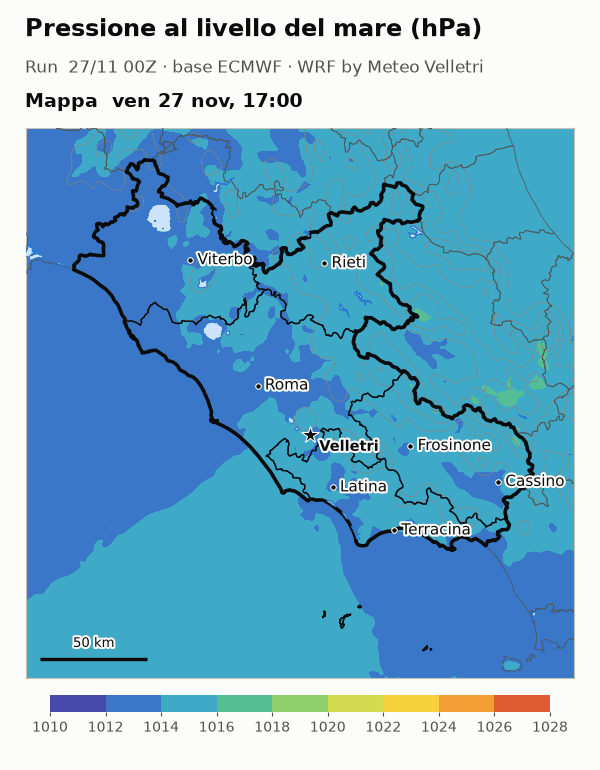 Pressione al livello del mare (hPa)
Run  27/11 00Z · base ECMWF · WRF by Meteo Velletri
Mappa  ven 27 nov, 17:00
Viterbo
Rieti
Roma
Velletri
Frosinone
Cassino
Latina
Terracina
50 km
1010 1012 1014 1016 1018 1020 1022 1024 1026 1028